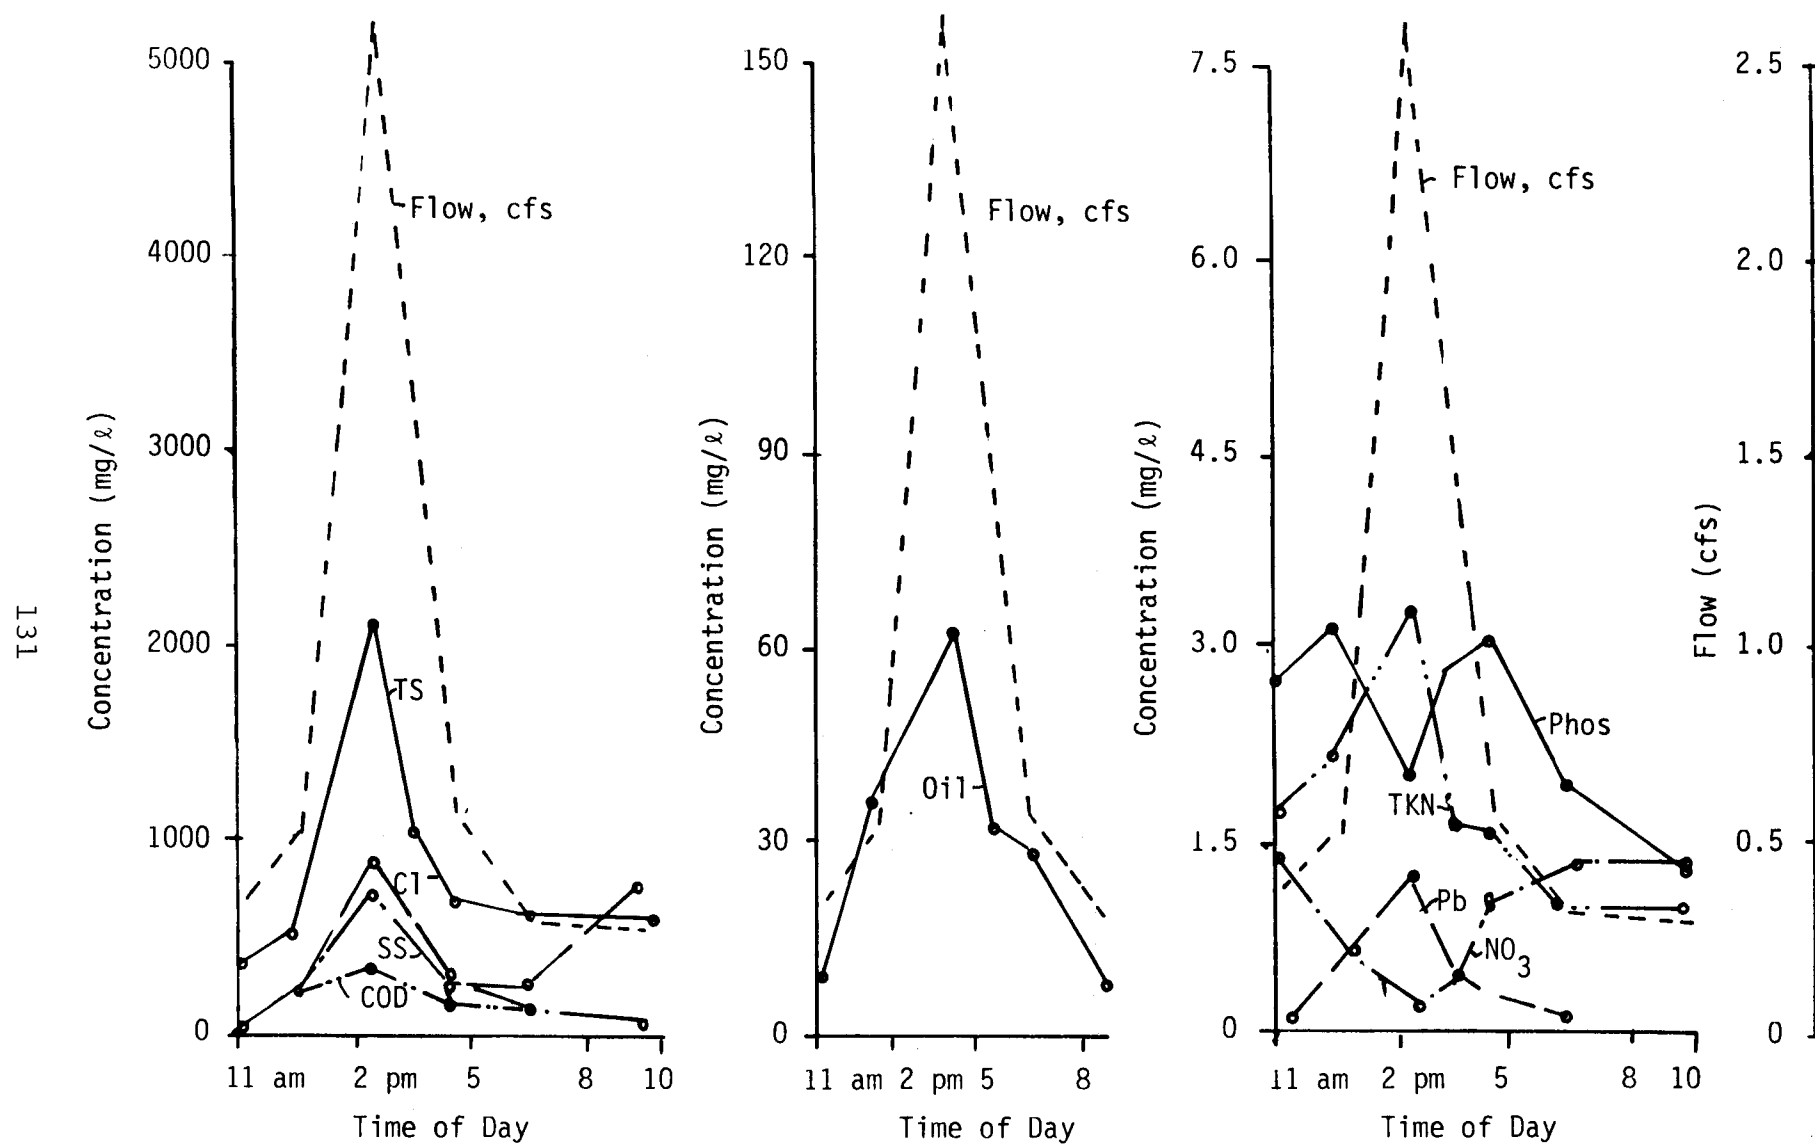 131
Concentration (mg/ℓ)
5000
4000
3000
2000
1000
0
Flow, cfs
TS
Cl
SS
COD
11 am 2 pm 5 8 10
Time of Day
Concentration (mg/ℓ)
150
120
90
60
30
0
Flow, cfs
Oil
11 am 2 pm 5 8
Time of Day
Concentration (mg/ℓ)
7.5
6.0
4.5
3.0
1.5
0
Flow, cfs
Phos
TKN
Pb
NO3
11 am 2 pm 5 8 10
Time of Day
Flow (cfs)
2.5
2.0
1.5
1.0
0.5
0